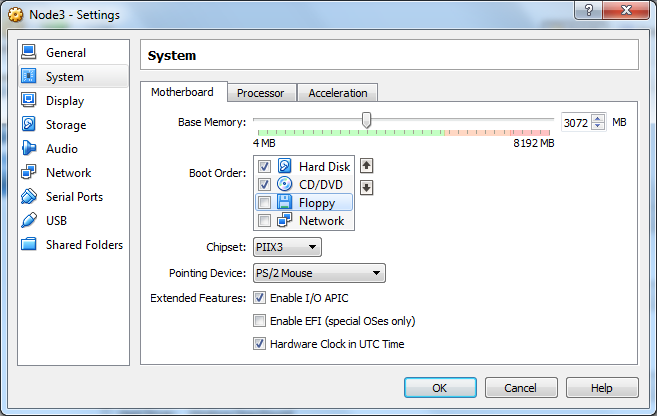 Node3 - Settings
General
System
Display
Storage
Audio
Network
Serial Ports
USB
Shared Folders
System
Motherboard Processor Acceleration
Base Memory: 3072 MB
4 MB 8192 MB
Boot Order: Hard Disk
CD/DVD
Floppy
Network
Chipset: PIIX3
Pointing Device: PS/2 Mouse
Extended Features: Enable I/O APIC
Enable EFI (special OSes only)
Hardware Clock in UTC Time
OK Cancel Help